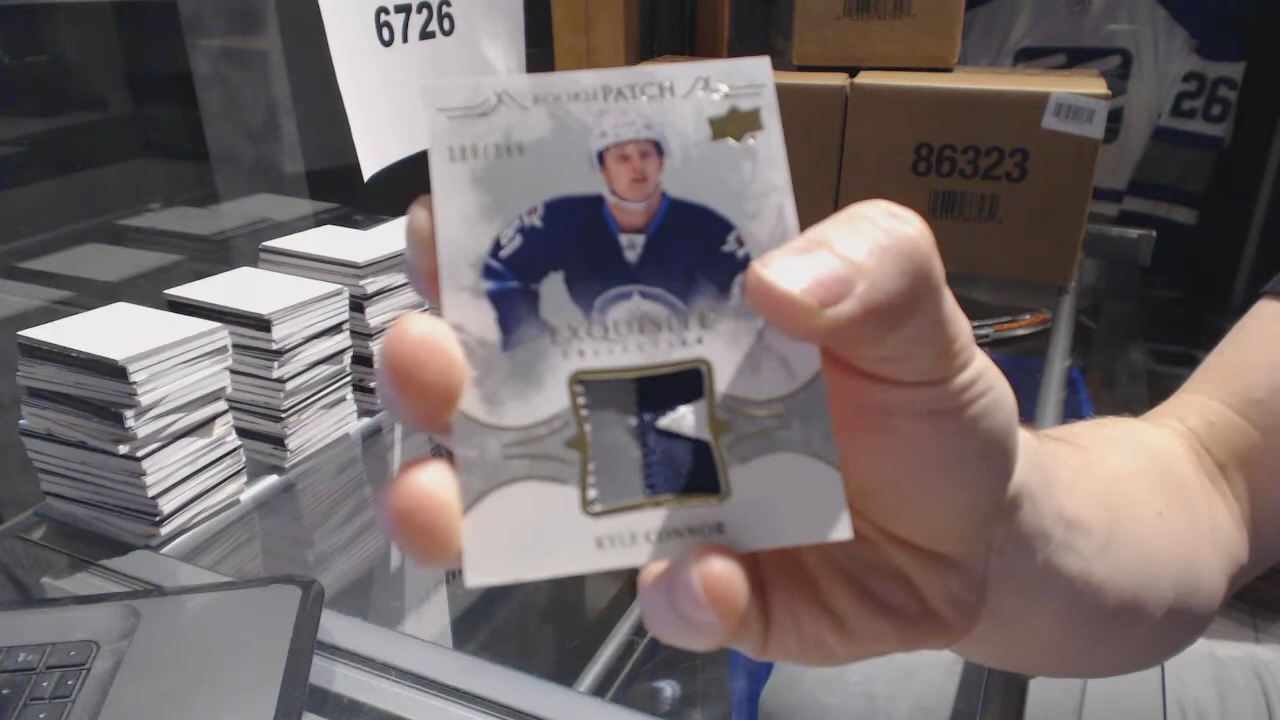 6726
ROOKIE PATCH
26
86323
EXQUISITE
COLLECTION
KYLE CONNOR